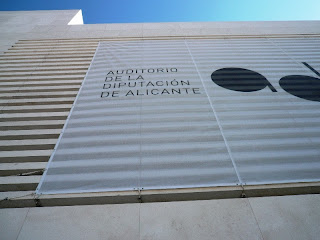 AUDITORIO
DE LA
DIPUTACIÓN
DE ALICANTE